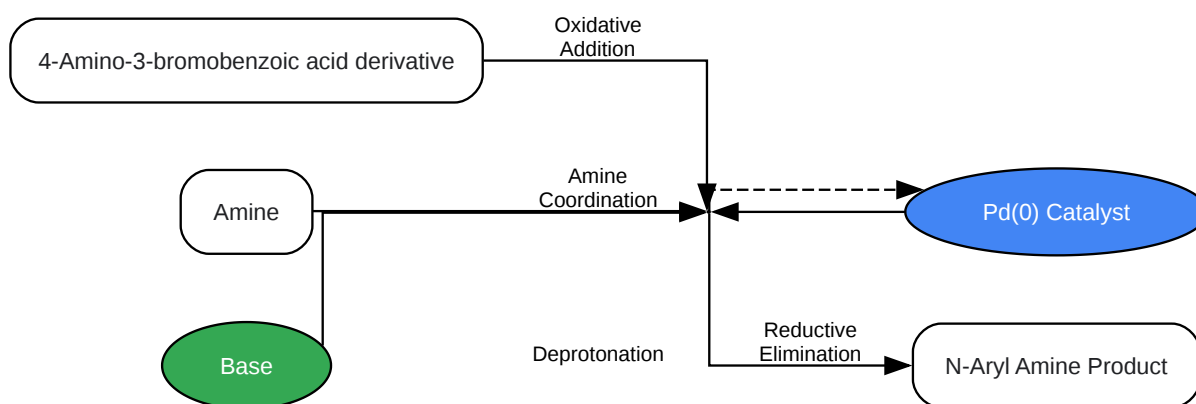 Oxidative
Addition
4-Amino-3-bromobenzoic acid derivative
Amine
Coordination
Amine
Pd(0) Catalyst
Reductive
Elimination
Deprotonation
Base
N-Aryl Amine Product